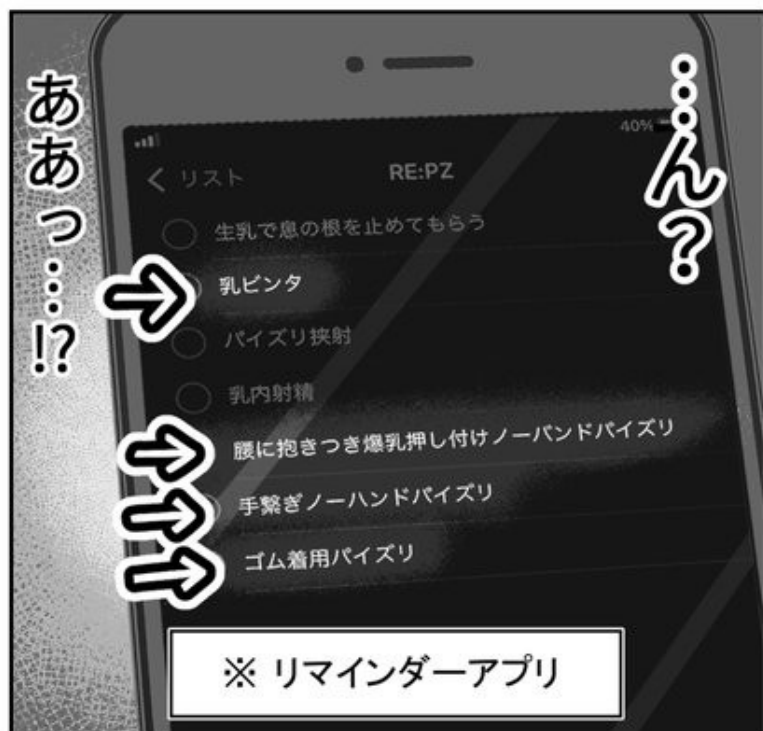 …ん？
ああっ…⁉
40%
リスト
RE:PZ
生乳で息の根を止めてもらう
乳ビンタ
パイズリ挟射
乳内射精
腰に抱きつき爆乳押し付けノーバンドパイズリ
手繋ぎノーハンドパイズリ
ゴム着用パイズリ
※ リマインダーアプリ